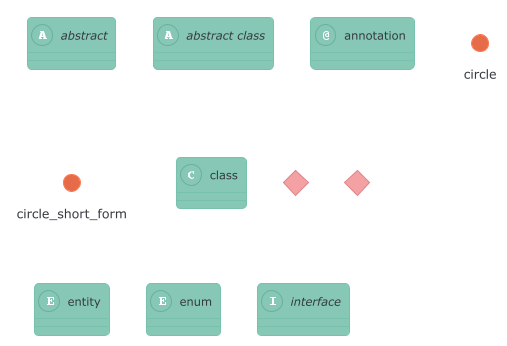 A abstract
A abstract class
@ annotation
circle
circle_short_form
C class
E entity
E enum
I interface